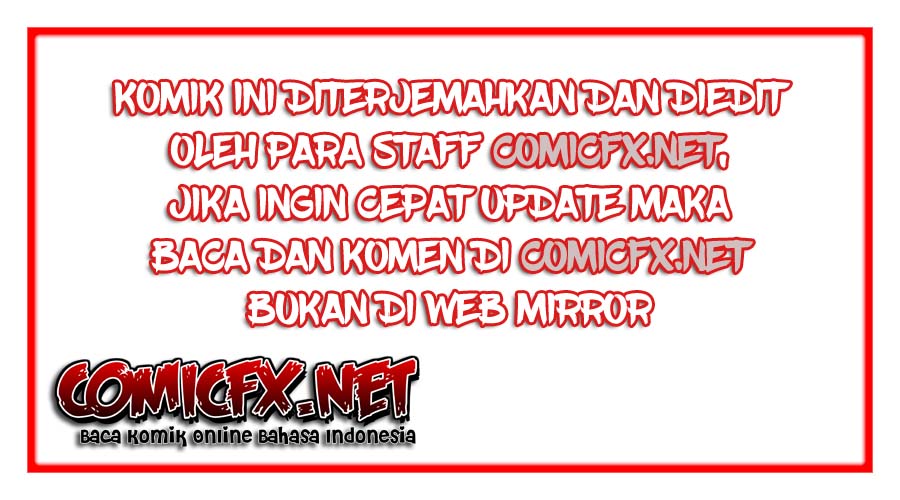 KOMIK INI DITERJEMAHKAN DAN DIEDIT
OLEH PARA STAFF COMICFX.NET,
JIKA INGIN CEPAT UPDATE MAKA
BACA DAN KOMEN DI COMICFX.NET
BUKAN DI WEB MIRROR
COMICFX.NET
Baca Komik Online Bahasa Indonesia